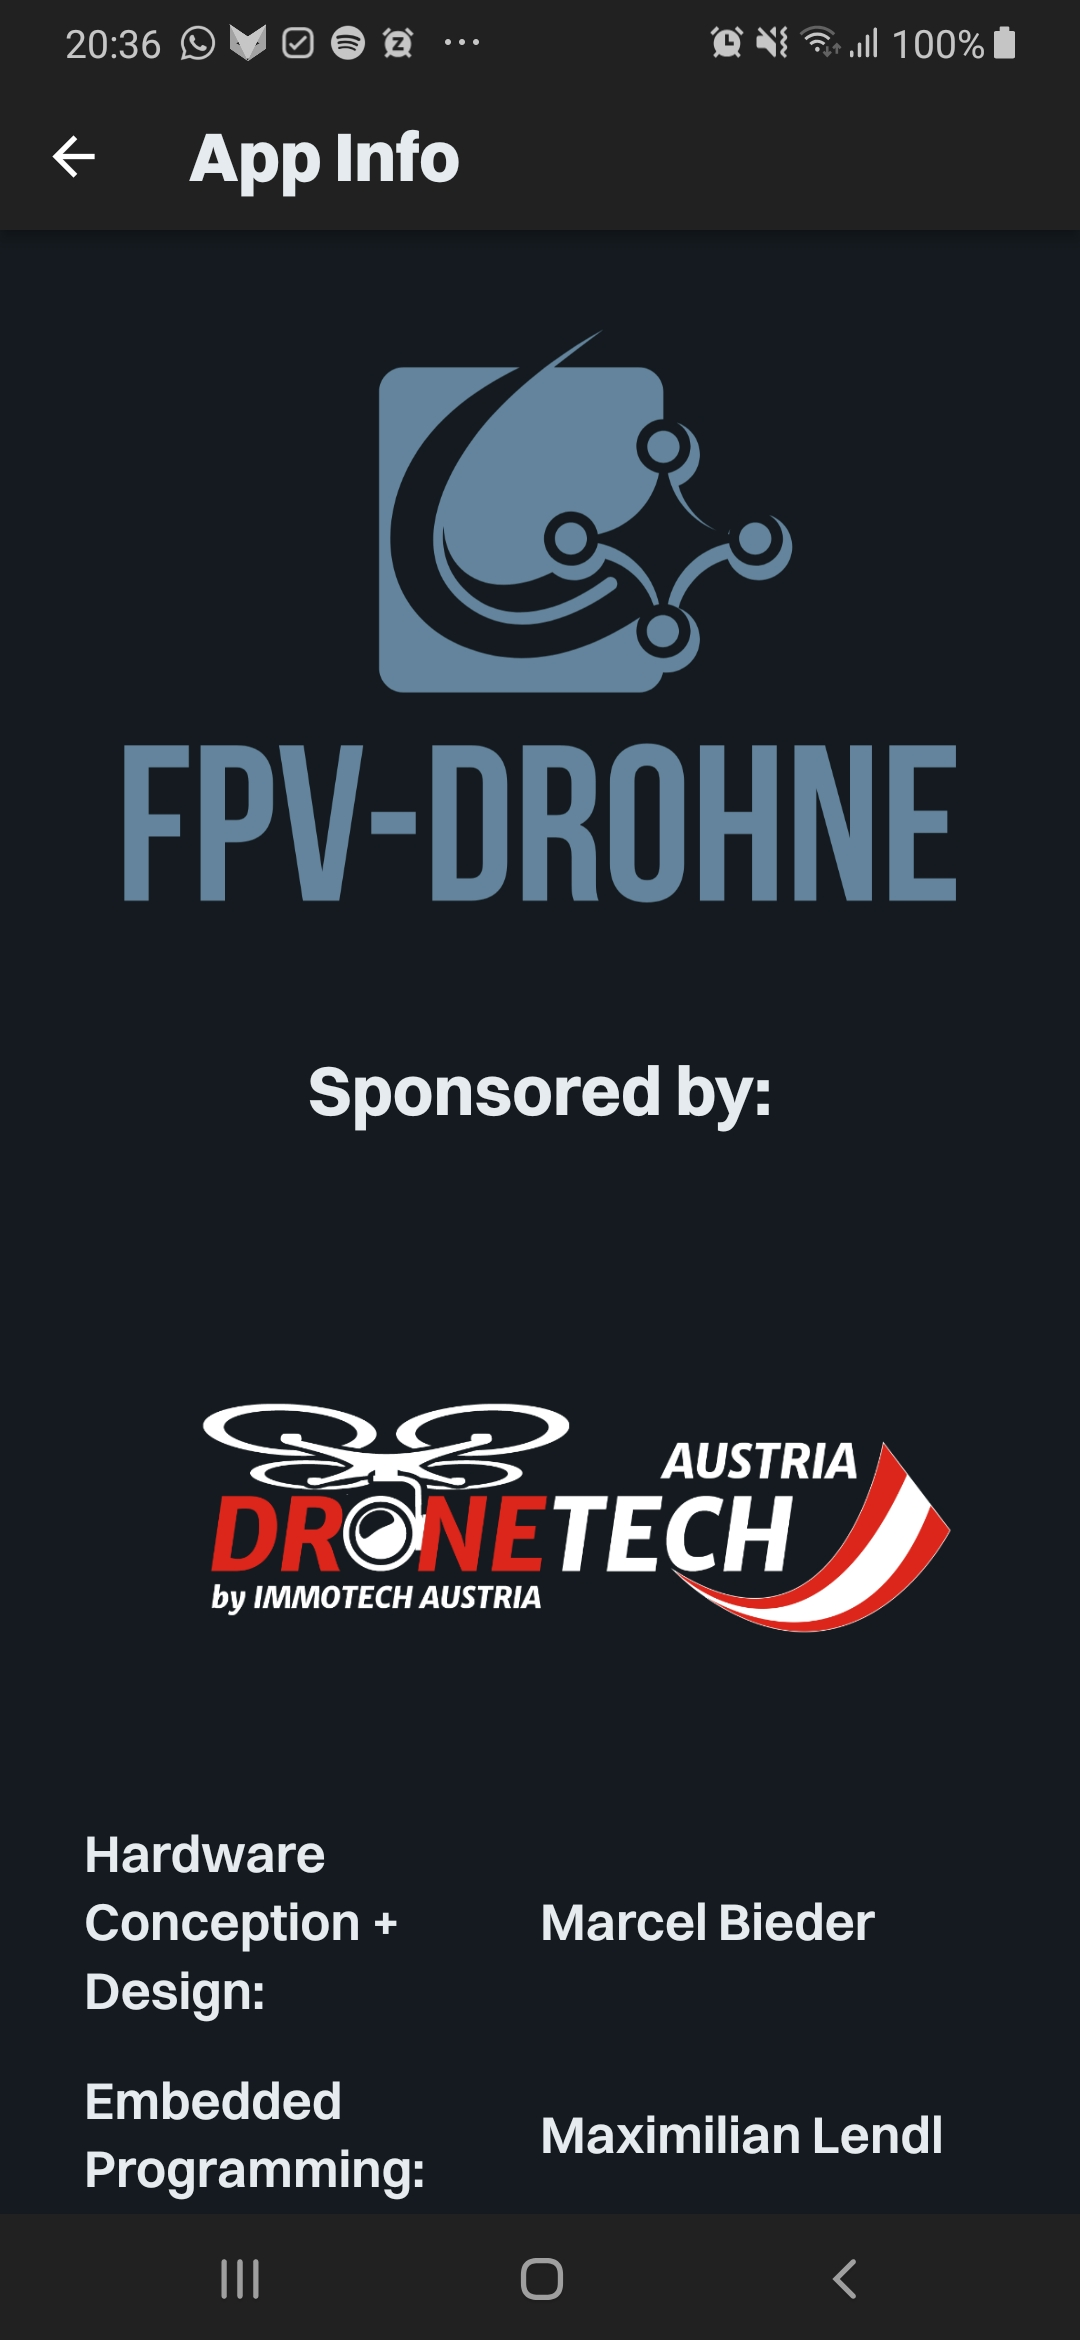 20:36
100%
App Info
FPV-DROHNE
Sponsored by:
AUSTRIA
DRONETECH
by IMMOTECH AUSTRIA
Hardware
Conception +
Design:
Marcel Bieder
Embedded
Programming:
Maximilian Lendl